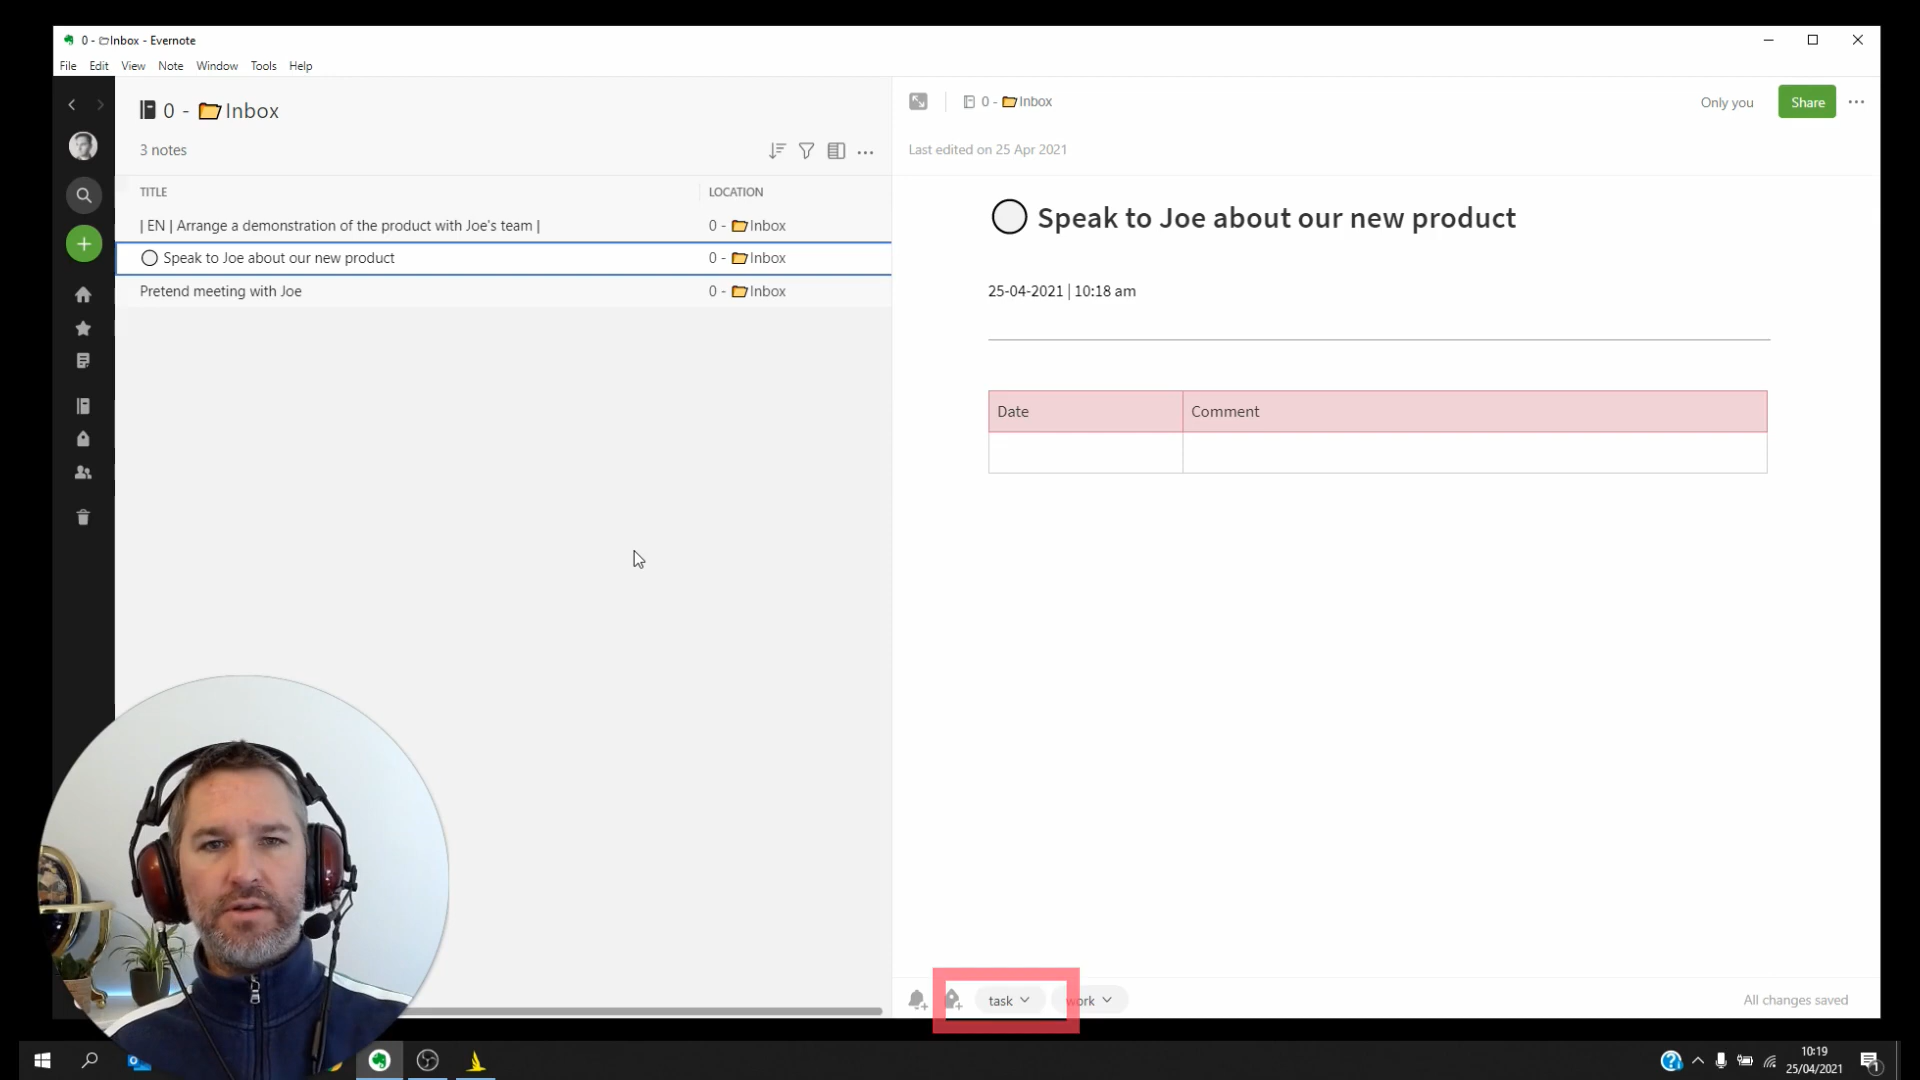 0 - Inbox - Evernote
File Edit View Note Window Tools Help
0 - Inbox
3 notes
TITLE LOCATION
| EN | Arrange a demonstration of the product with Joe's team | 0 - Inbox
Speak to Joe about our new product 0 - Inbox
Pretend meeting with Joe 0 - Inbox
0 - Inbox
Only you Share
Last edited on 25 Apr 2021
Speak to Joe about our new product
25-04-2021 | 10:18 am
Date Comment
task work
All changes saved
10:19
25/04/2021
1